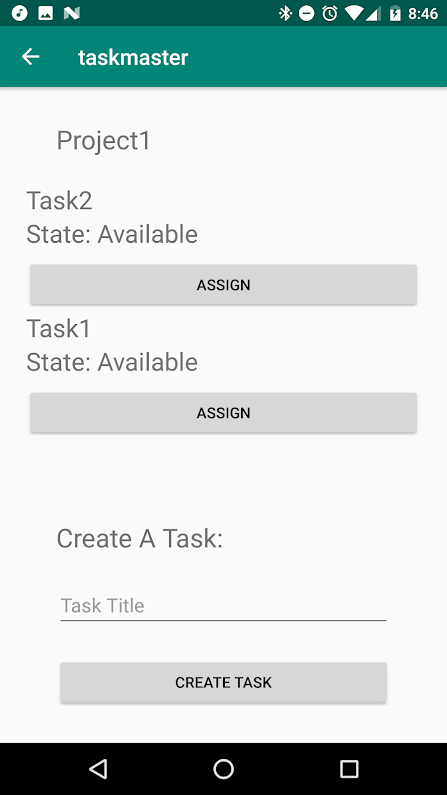 8:46
taskmaster
Project1
Task2
State: Available
ASSIGN
Task1
State: Available
ASSIGN
Create A Task:
Task Title
CREATE TASK